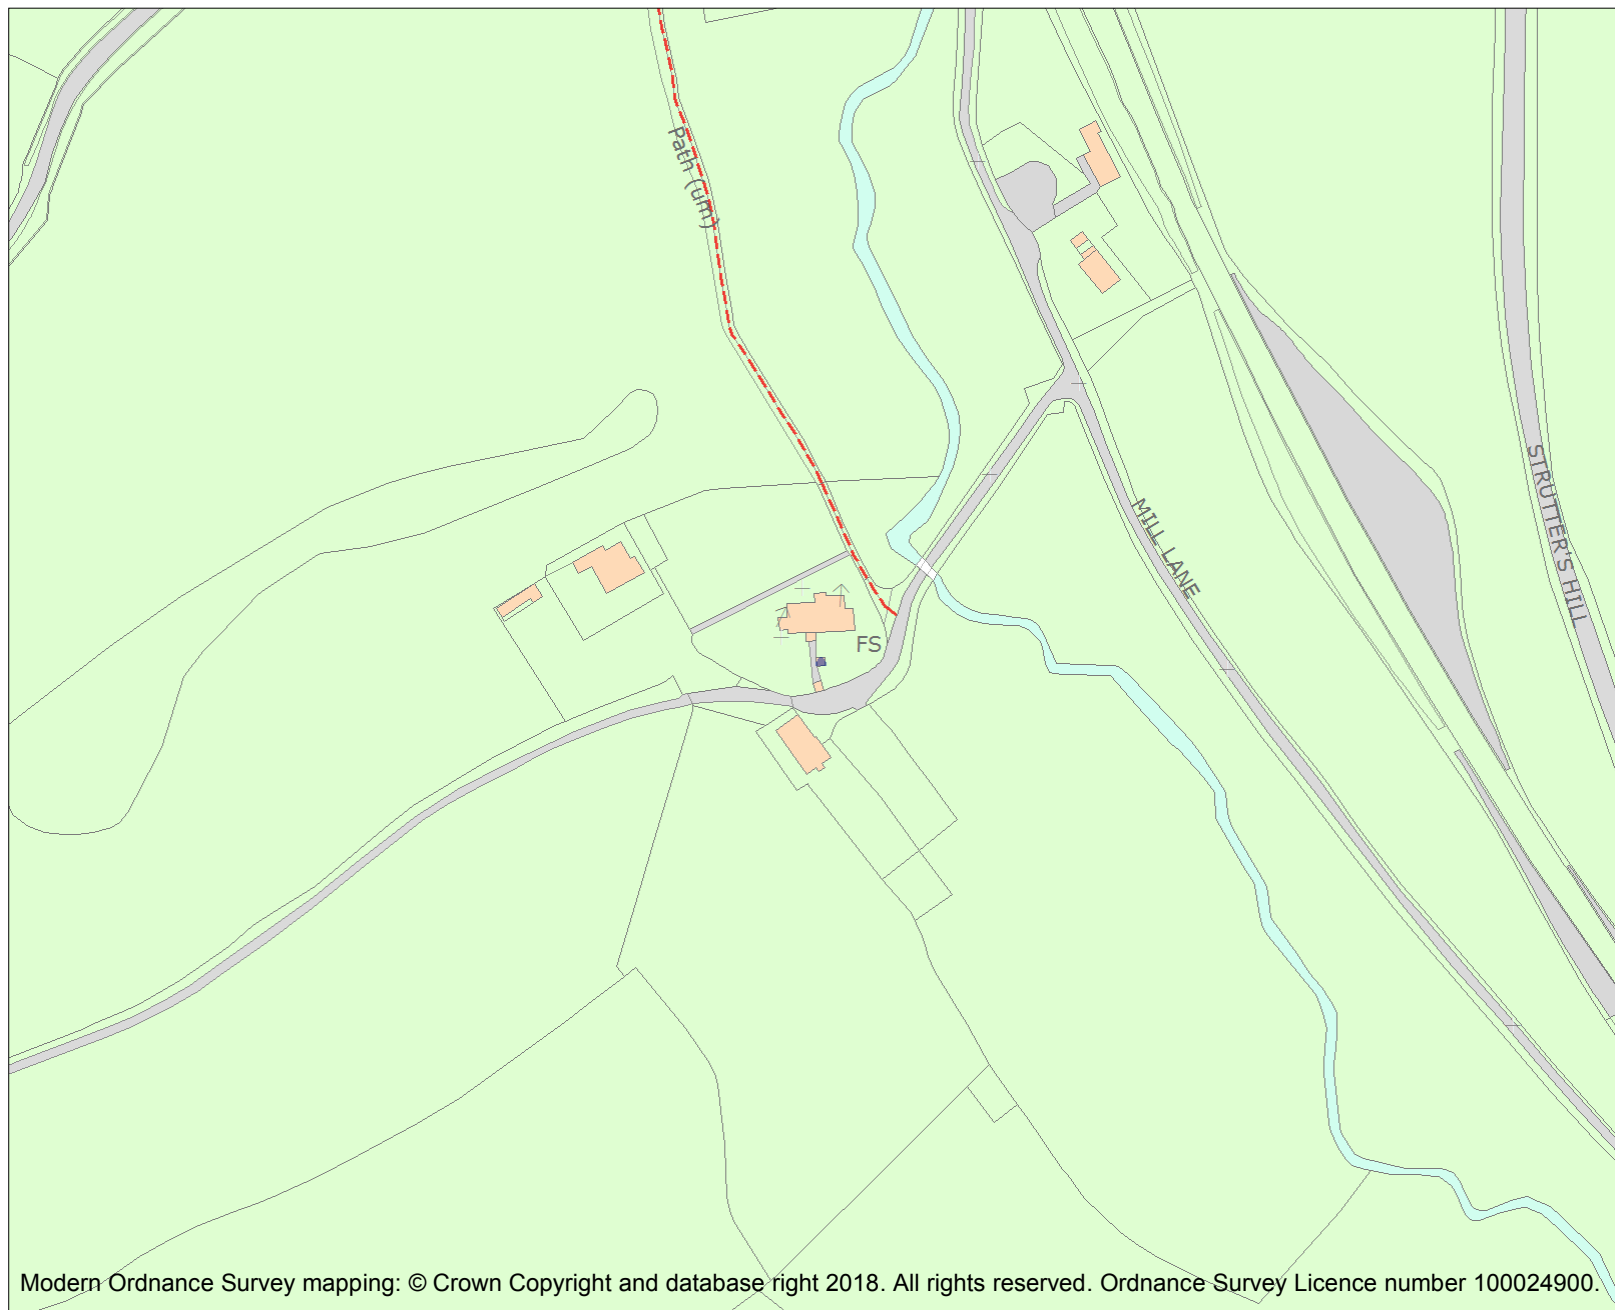 Path (um)
STRUTTER'S HILL
MILL LANE
FS
Modern Ordnance Survey mapping: © Crown Copyright and database right 2018. All rights reserved. Ordnance Survey Licence number 100024900.